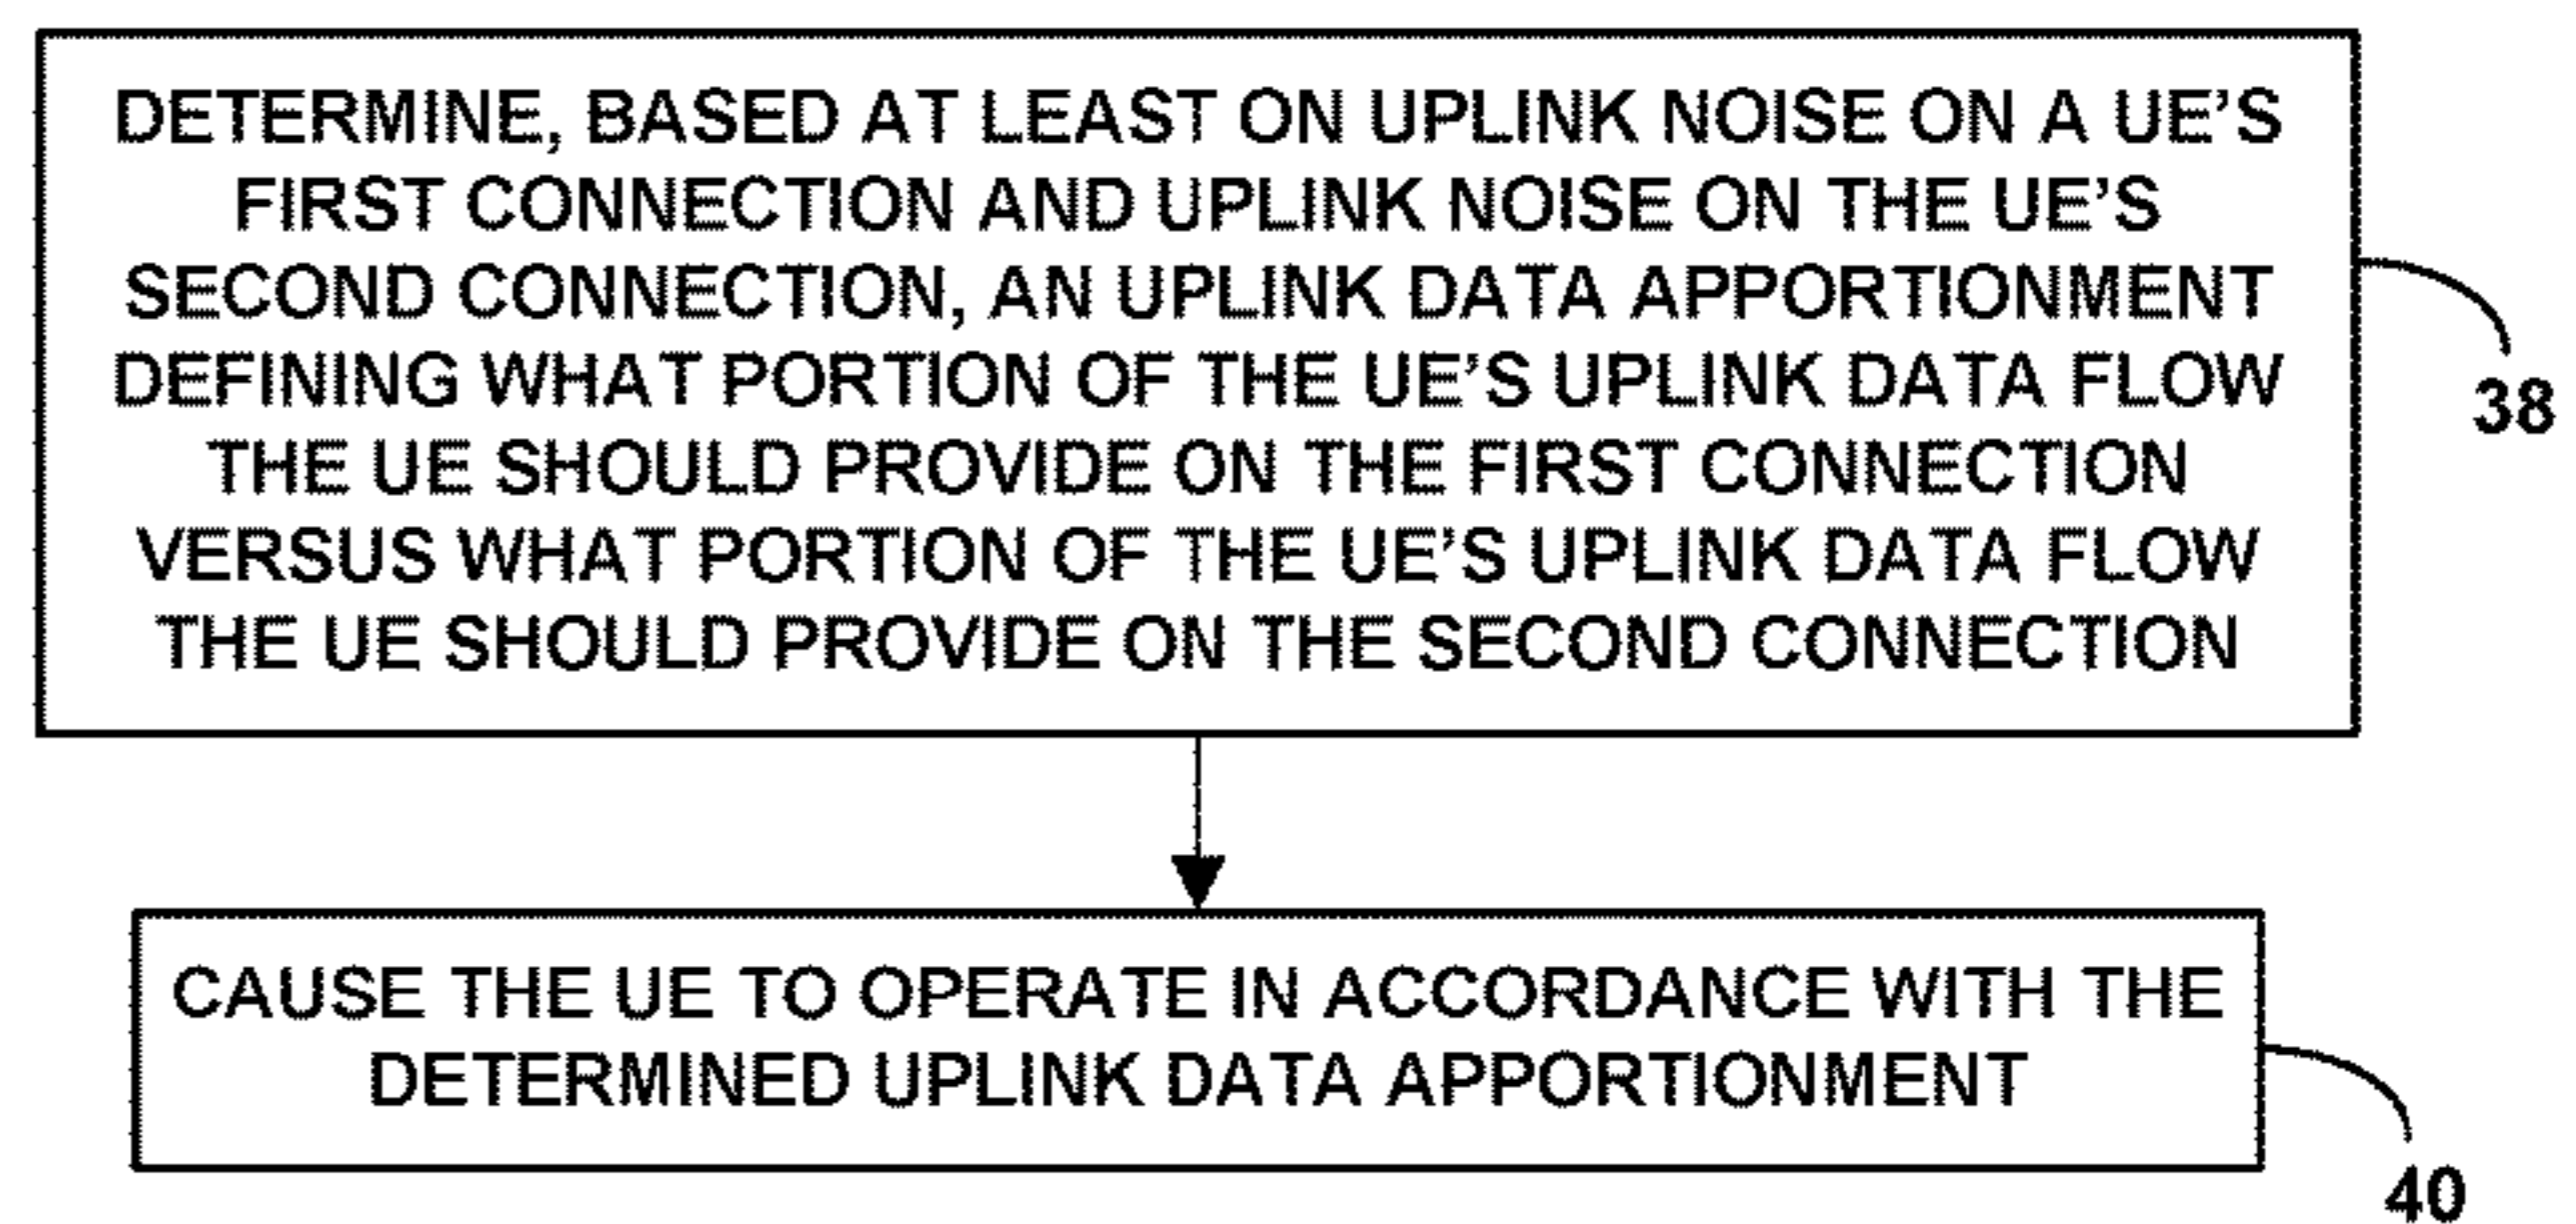 DETERMINE, BASED AT LEAST ON UPLINK NOISE ON A UE’S
FIRST CONNECTION AND UPLINK NOISE ON THE UE’S
SECOND CONNECTION, AN UPLINK DATA APPORTIONMENT
DEFINING WHAT PORTION OF THE UE’S UPLINK DATA FLOW
THE UE SHOULD PROVIDE ON THE FIRST CONNECTION
VERSUS WHAT PORTION OF THE UE’S UPLINK DATA FLOW
THE UE SHOULD PROVIDE ON THE SECOND CONNECTION
38
CAUSE THE UE TO OPERATE IN ACCORDANCE WITH THE
DETERMINED UPLINK DATA APPORTIONMENT
40